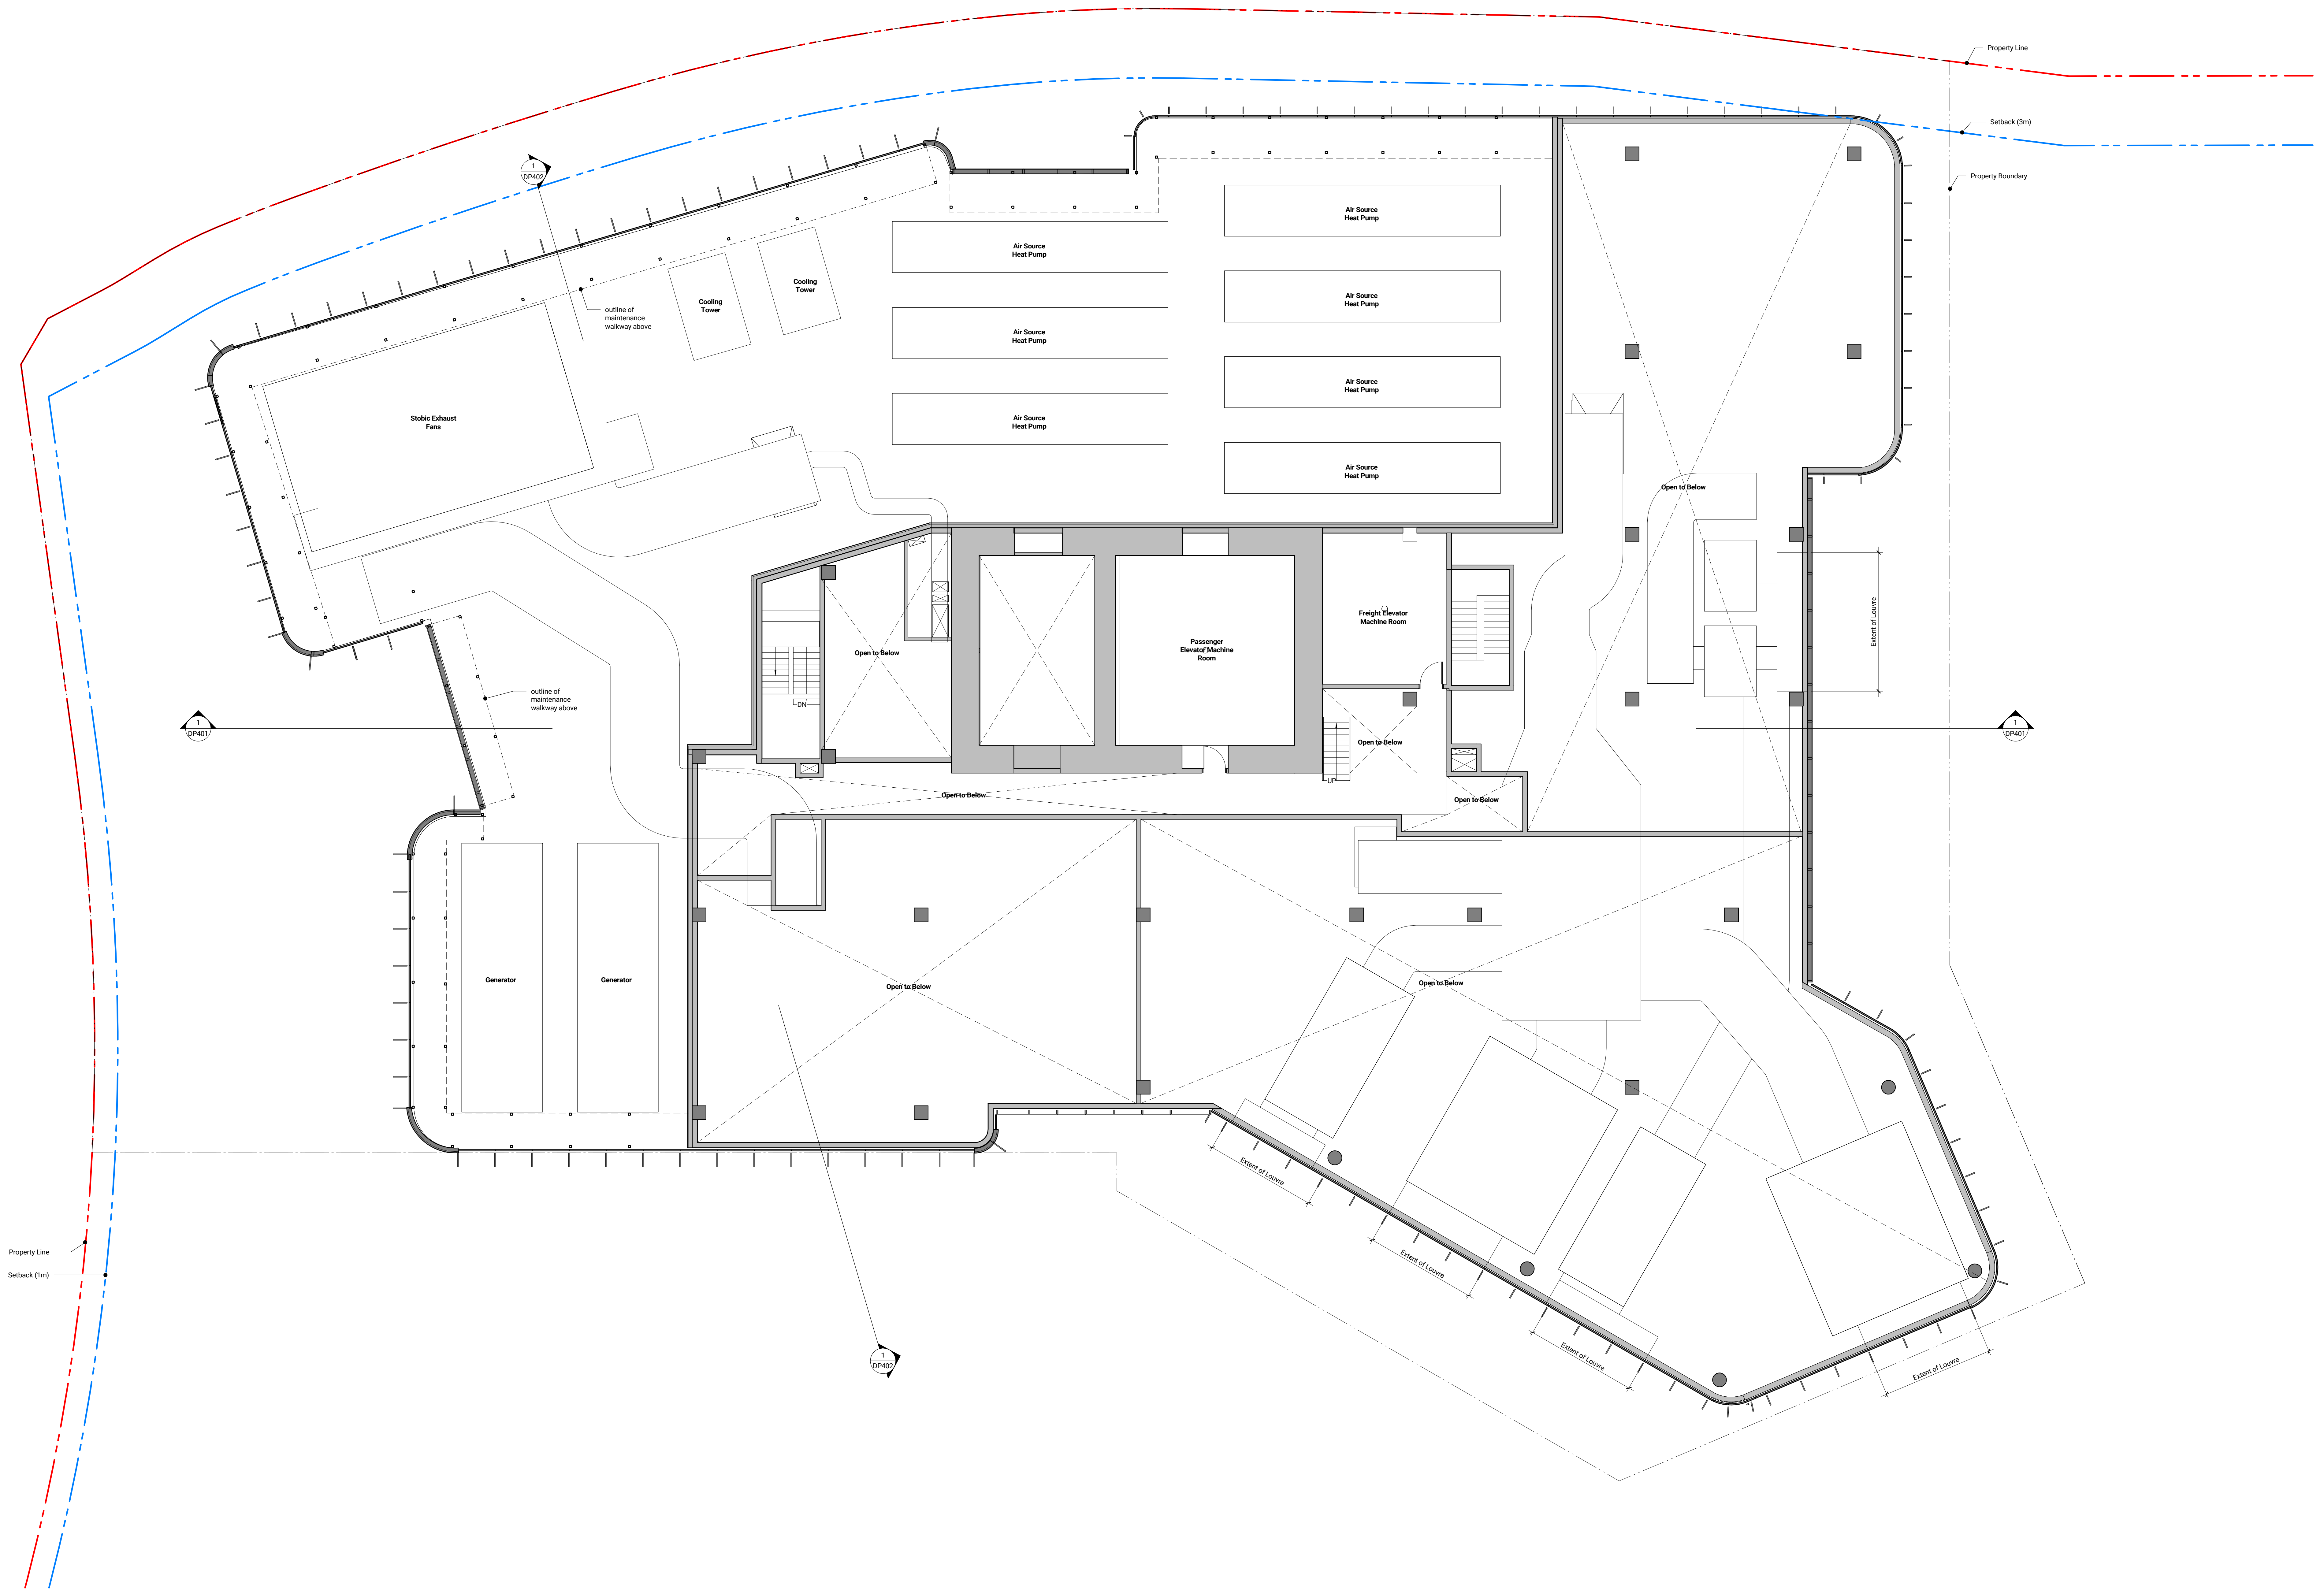 Property Line
Setback (3m)
1
DP402
Property Boundary
Air Source
Heat Pump
Air Source
Heat Pump
Cooling
Tower
Cooling
Tower
Air Source
Heat Pump
outline of
maintenance
walkway above
Air Source
Heat Pump
Air Source
Heat Pump
Stobic Exhaust
Fans
Air Source
Heat Pump
Air Source
Heat Pump
Open to Below
Freight Elevator
Machine Room
Extent of Louvre
Passenger
Elevator Machine
Room
Open to Below
outline of
maintenance
walkway above
DN
1
DP401
Open to Below
1
DP401
UP
Open to Below
Open to Below
Generator
Generator
Open to Below
Open to Below
Extent of Louvre
Property Line
Extent of Louvre
Setback (1m)
Extent of Louvre
1
DP402
Extent of Louvre